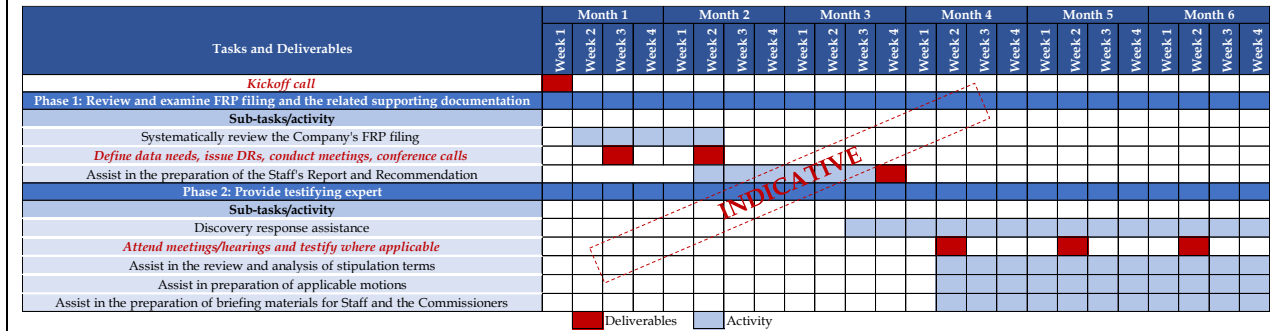 Tasks and Deliverables
Month 1 Month 2 Month 3 Month 4 Month 5 Month 6
Week 1 Week 2 Week 3 Week 4 Week 1 Week 2 Week 3 Week 4 Week 1 Week 2 Week 3 Week 4 Week 1 Week 2 Week 3 Week 4 Week 1 Week 2 Week 3 Week 4 Week 1 Week 2 Week 3 Week 4
Kickoff call
Phase 1: Review and examine FRP filing and the related supporting documentation
Sub-tasks/activity
Systematically review the Company's FRP filing
Define data needs, issue DRs, conduct meetings, conference calls
Assist in the preparation of the Staff's Report and Recommendation
Phase 2: Provide testifying expert
Sub-tasks/activity
Discovery response assistance
Attend meetings/hearings and testify where applicable
Assist in the review and analysis of stipulation terms
Assist in preparation of applicable motions
Assist in the preparation of briefing materials for Staff and the Commissioners
INDICATIVE
Deliverables Activity